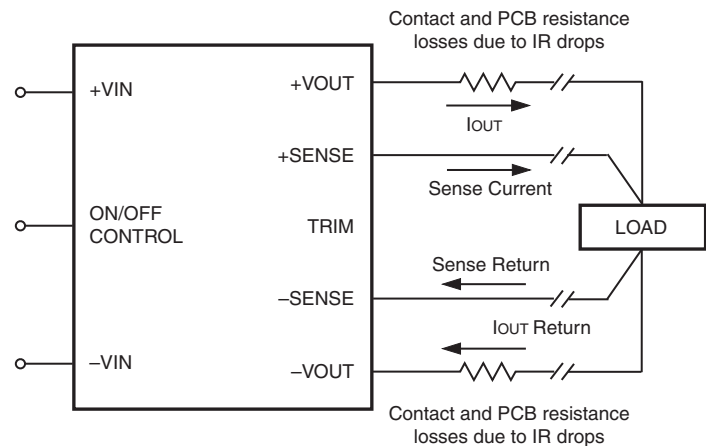 Contact and PCB resistance
losses due to IR drops
+VIN
+VOUT
IOUT
+SENSE
Sense Current
ON/OFF
CONTROL
TRIM
LOAD
Sense Return
–SENSE
IOUT Return
–VIN
–VOUT
Contact and PCB resistance
losses due to IR drops